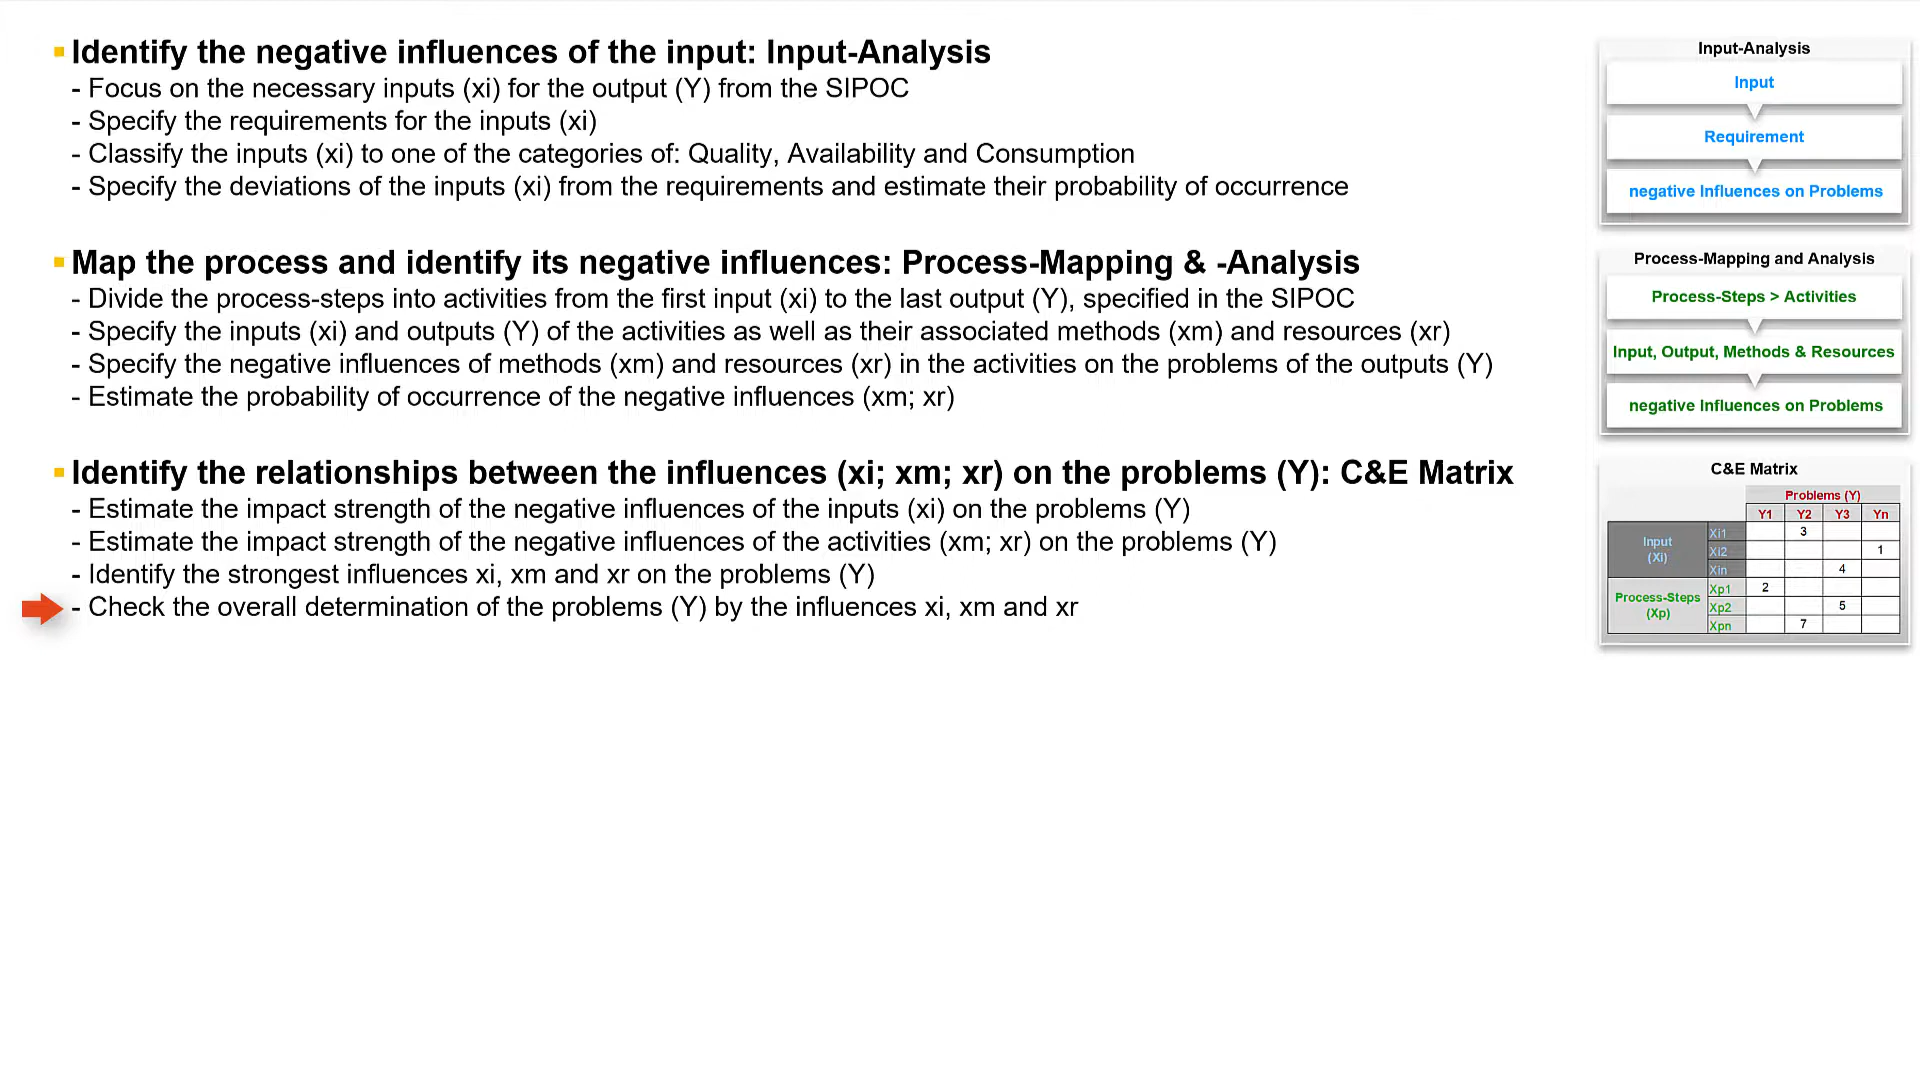 Identify the negative influences of the input: Input-Analysis
- Focus on the necessary inputs (xi) for the output (Y) from the SIPOC
- Specify the requirements for the inputs (xi)
- Classify the inputs (xi) to one of the categories of: Quality, Availability and Consumption
- Specify the deviations of the inputs (xi) from the requirements and estimate their probability of occurrence
Map the process and identify its negative influences: Process-Mapping & -Analysis
- Divide the process-steps into activities from the first input (xi) to the last output (Y), specified in the SIPOC
- Specify the inputs (xi) and outputs (Y) of the activities as well as their associated methods (xm) and resources (xr)
- Specify the negative influences of methods (xm) and resources (xr) in the activities on the problems of the outputs (Y)
- Estimate the probability of occurrence of the negative influences (xm; xr)
Identify the relationships between the influences (xi; xm; xr) on the problems (Y): C&E Matrix
- Estimate the impact strength of the negative influences of the inputs (xi) on the problems (Y)
- Estimate the impact strength of the negative influences of the activities (xm; xr) on the problems (Y)
- Identify the strongest influences xi, xm and xr on the problems (Y)
- Check the overall determination of the problems (Y) by the influences xi, xm and xr
Input-Analysis
Input
Requirement
negative Influences on Problems
Process-Mapping and Analysis
Process-Steps > Activities
Input, Output, Methods & Resources
negative Influences on Problems
C&E Matrix
Problems (Y)
Y1 Y2 Y3 Yn
Input
(Xi)
Xi1 3
Xi2 1
Xin 4
Process-Steps
(Xp)
Xp1 2
Xp2 5
Xpn 7